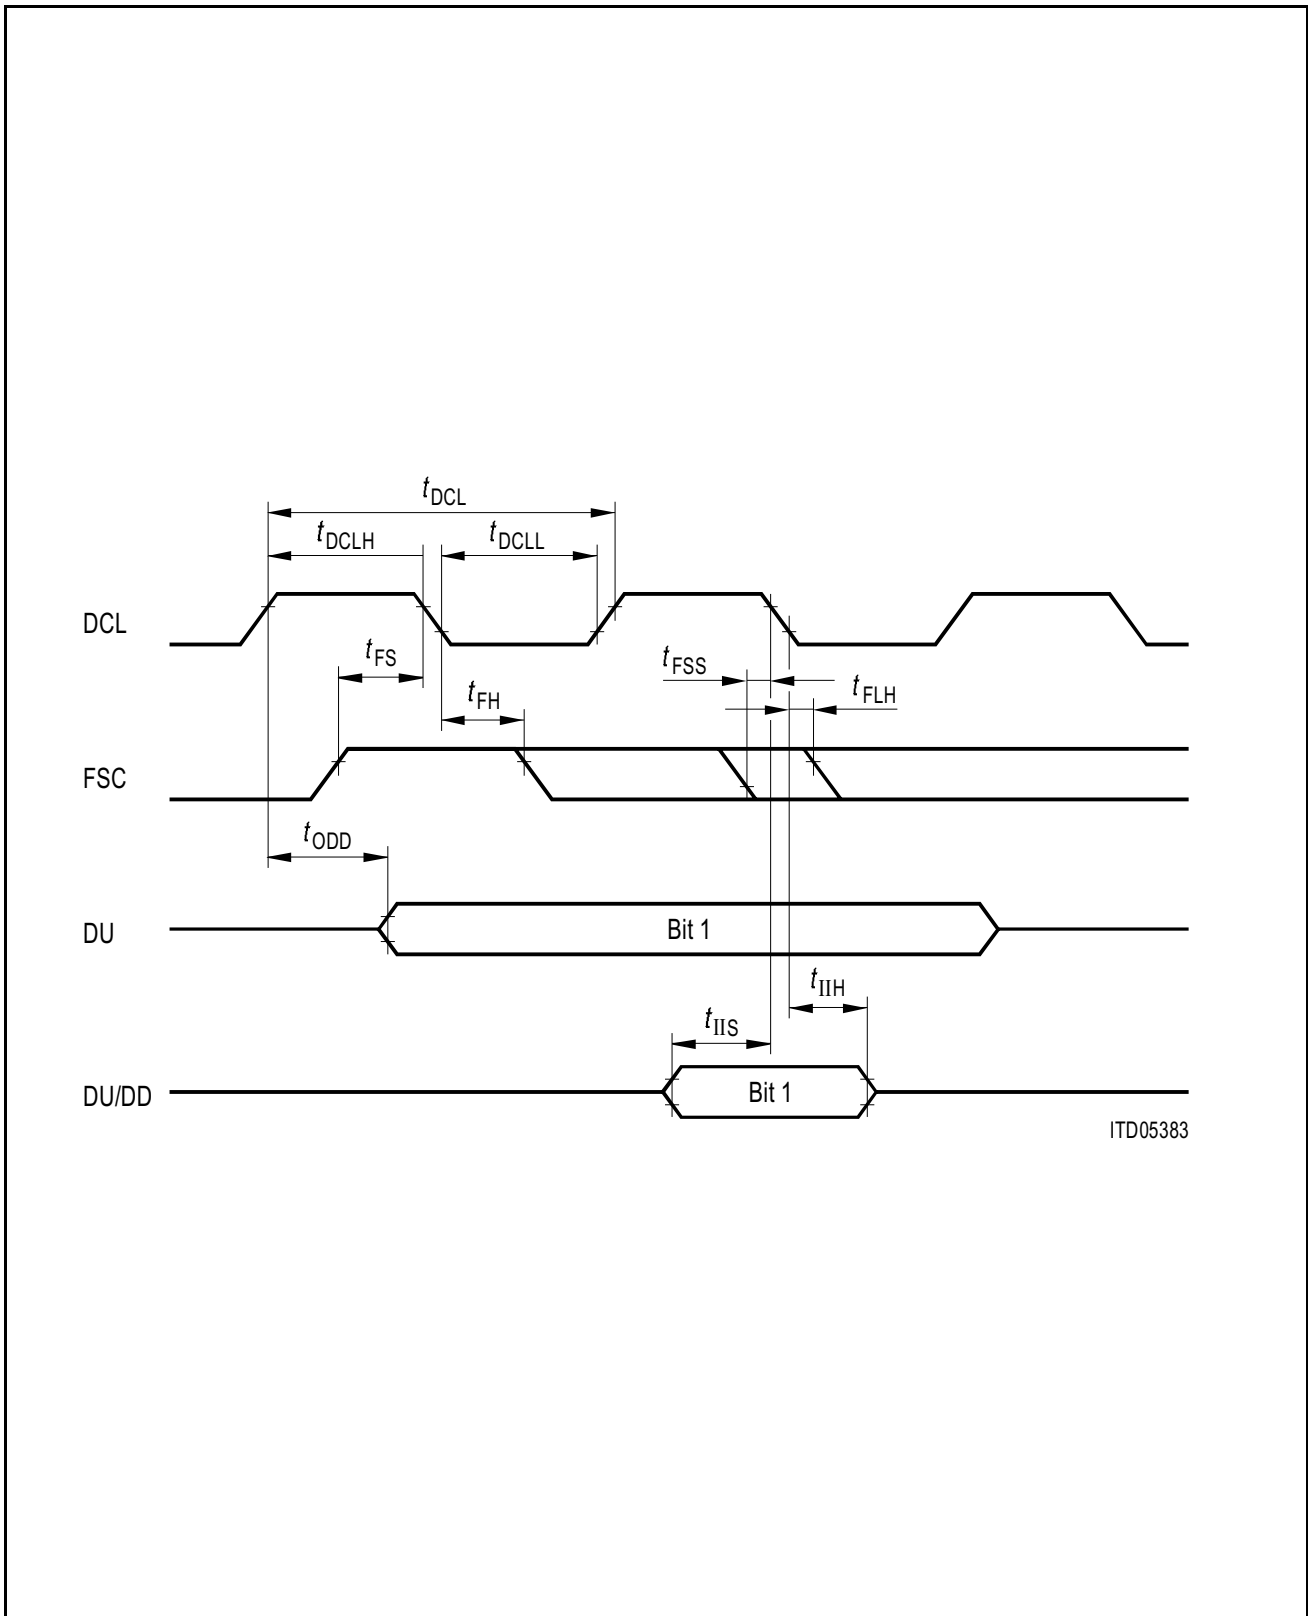 tDCL
tDCLH
tDCLL
DCL
tFS
tFSS
tFH
tFLH
FSC
tODD
DU
Bit 1
tIIH
tIIS
DU/DD
Bit 1
ITD05383